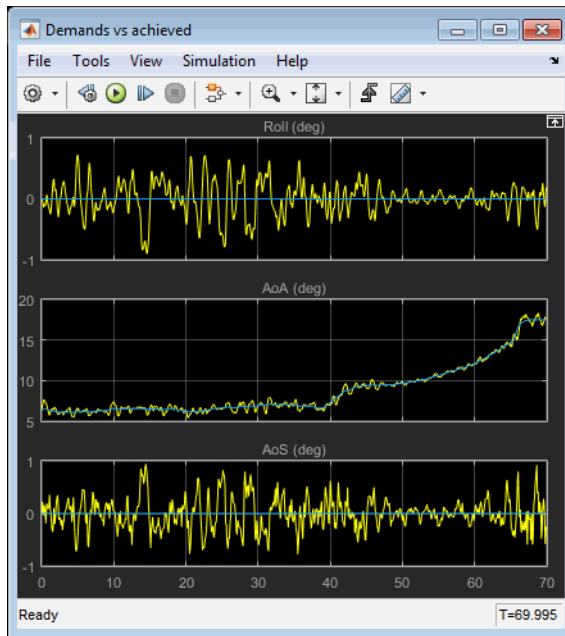 Demands vs achieved
File Tools View Simulation Help
Roll (deg)
1
0
-1
AoA (deg)
20
15
10
5
AoS (deg)
1
0
-1
0 10 20 30 40 50 60 70
Ready T=69.995